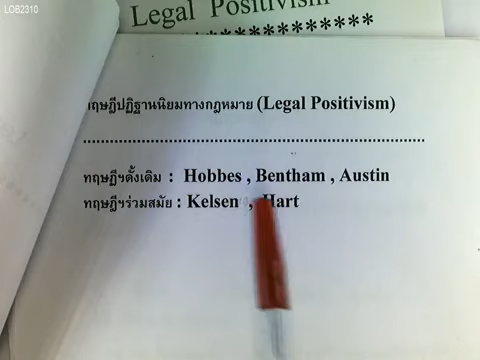 LOB2310
Legal Positivism
************
ทฤษฎีปฏิฐานนิยมทางกฎหมาย (Legal Positivism)
................................................................................
ทฤษฎีฯดั้งเดิม : Hobbes , Bentham , Austin
ทฤษฎีฯร่วมสมัย : Kelsen , Hart